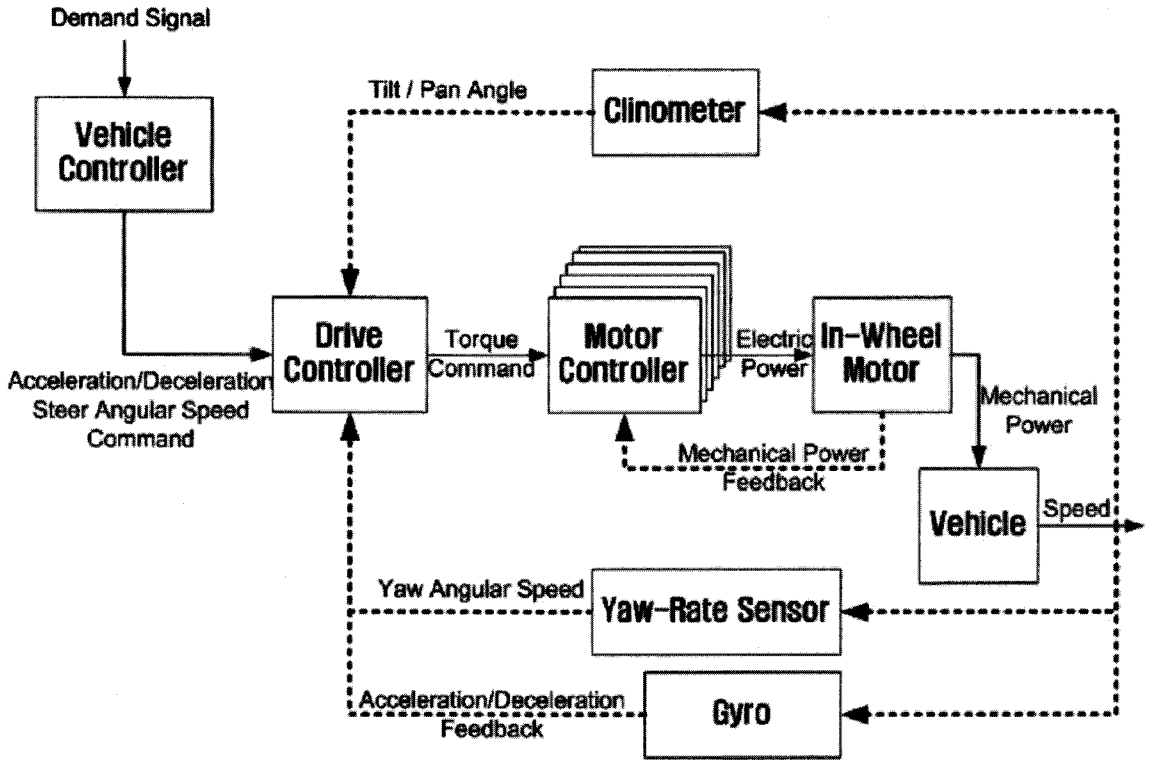 Demand Signal
Vehicle
Controller
Tilt / Pan Angle
Clinometer
Drive
Controller
Torque
Command
Motor
Controller
Electric
Power
In-Wheel
Motor
Acceleration/Deceleration
Steer Angular Speed
Command
Mechanical Power
Feedback
Mechanical
Power
Vehicle
Speed
Yaw Angular Speed
Yaw-Rate Sensor
Acceleration/Deceleration
Feedback
Gyro